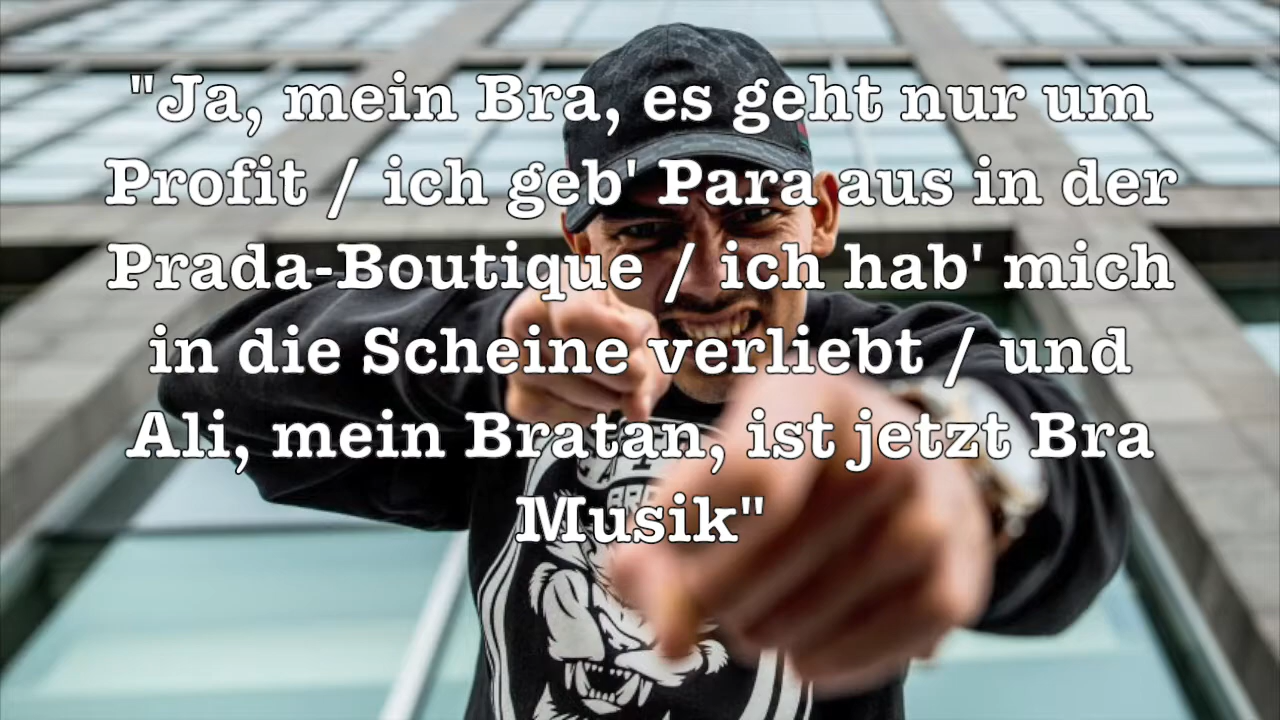 "Ja, mein Bra, es geht nur um
Profit / ich geb' Para aus in der
Prada-Boutique / ich hab' mich
in die Scheine verliebt / und
Ali, mein Bratan, ist jetzt Bra
Musik"